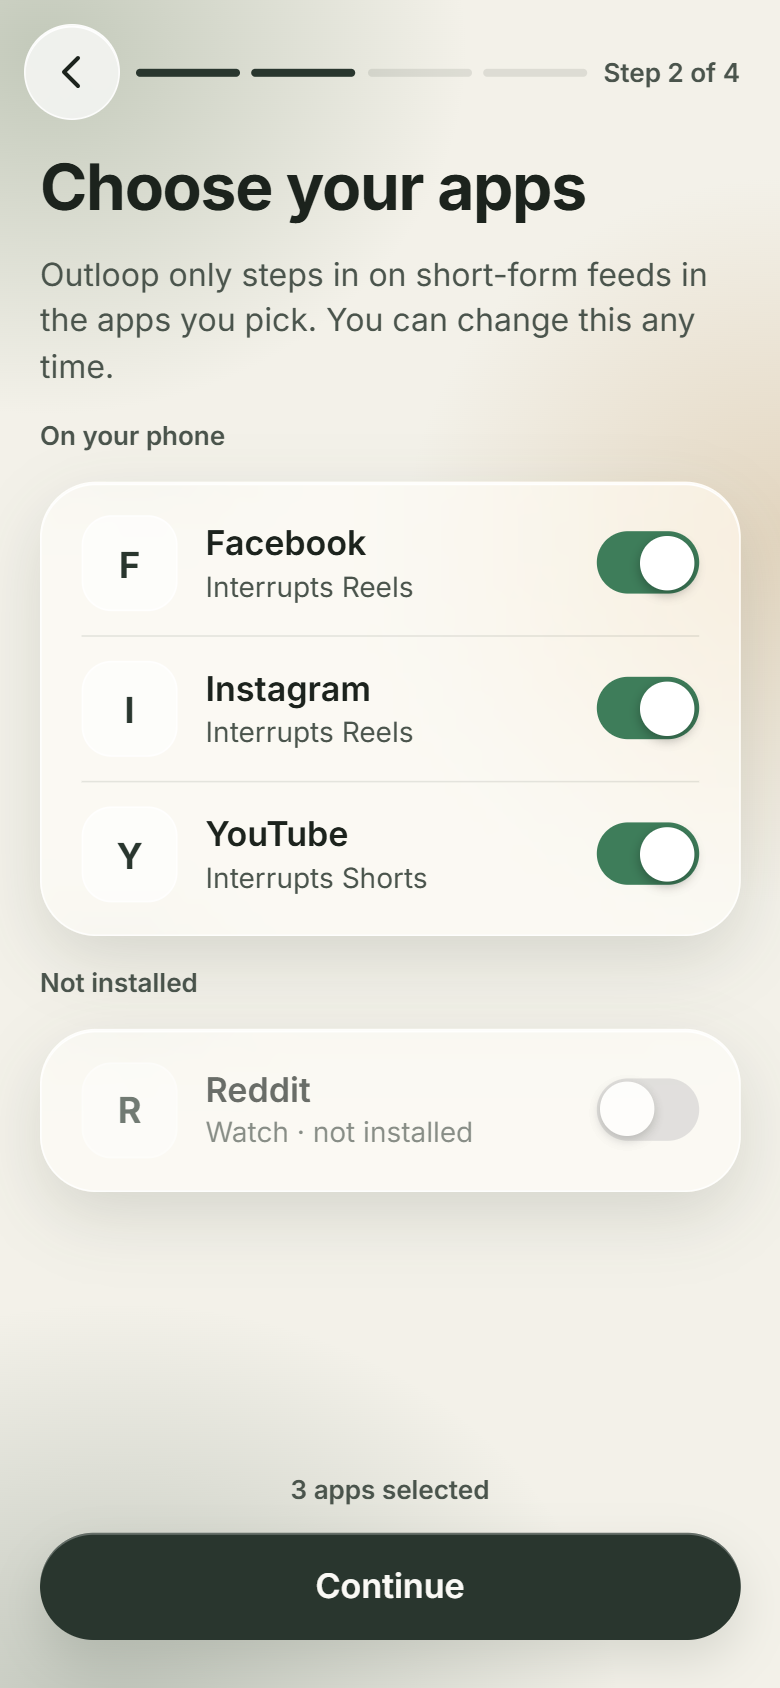 Step 2 of 4
Choose your apps
Outloop only steps in on short-form feeds in
the apps you pick. You can change this any
time.
On your phone
F
Facebook
Interrupts Reels
I
Instagram
Interrupts Reels
Y
YouTube
Interrupts Shorts
Not installed
R
Reddit
Watch · not installed
3 apps selected
Continue